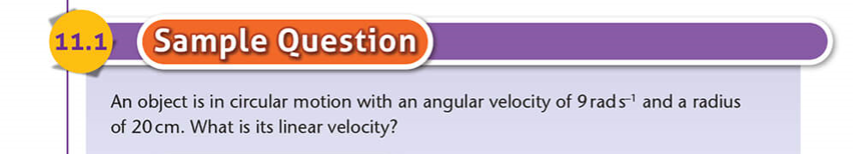 11.1
Sample Question
An object is in circular motion with an angular velocity of 9 rad s⁻¹ and a radius
of 20 cm. What is its linear velocity?